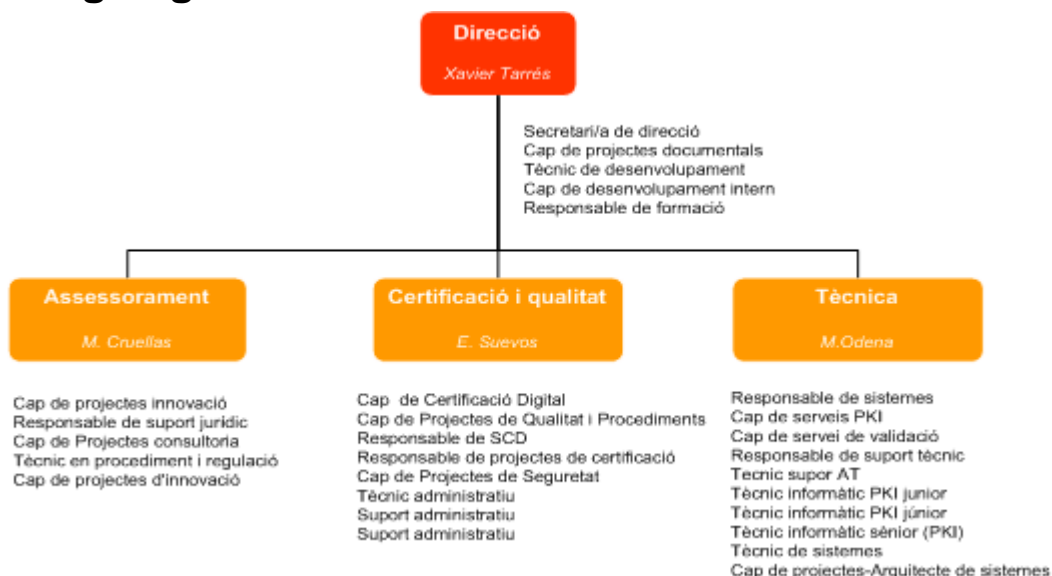 Direcció
Xavier Tarrés
Secretari/a de direcció
Cap de projectes documentals
Tècnic de desenvolupament
Cap de desenvolupament intern
Responsable de formació
Assessorament
M. Cruellas
Cap de projectes innovació
Responsable de suport jurídic
Cap de Projectes consultoria
Tècnic en procediment i regulació
Cap de projectes d'innovació
Certificació i qualitat
E. Suevos
Cap de Certificació Digital
Cap de Projectes de Qualitat i Procediments
Responsable de SCD
Responsable de projectes de certificació
Cap de Projectes de Seguretat
Tècnic administratiu
Suport administratiu
Suport administratiu
Tècnica
M.Odena
Responsable de sistemes
Cap de serveis PKI
Cap de servei de validació
Responsable de suport tècnic
Tecnic supor AT
Tècnic informàtic PKI junior
Tècnic informàtic PKI júnior
Tècnic informàtic sènior (PKI)
Tècnic de sistemes
Cap de projectes-Arquitecte de sistemes